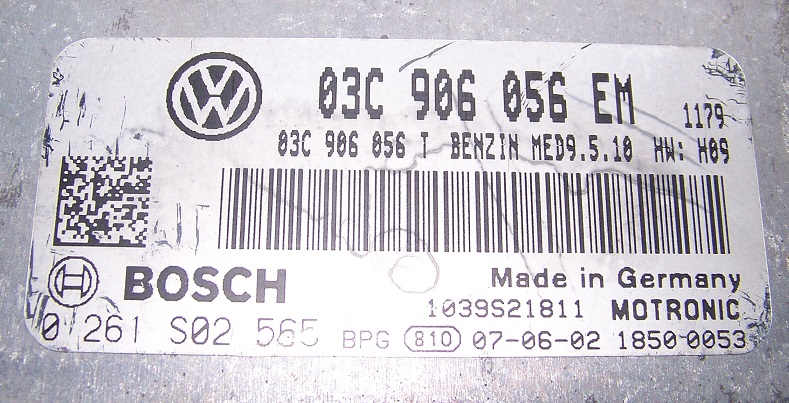 03C 906 056 EM 1179
03C 906 056 T BENZIN MED9.5.10 HW: H09
BOSCH Made in Germany
1039S21811 MOTRONIC
0 261 S02 565 BPG 810 07-06-02 1850 0053